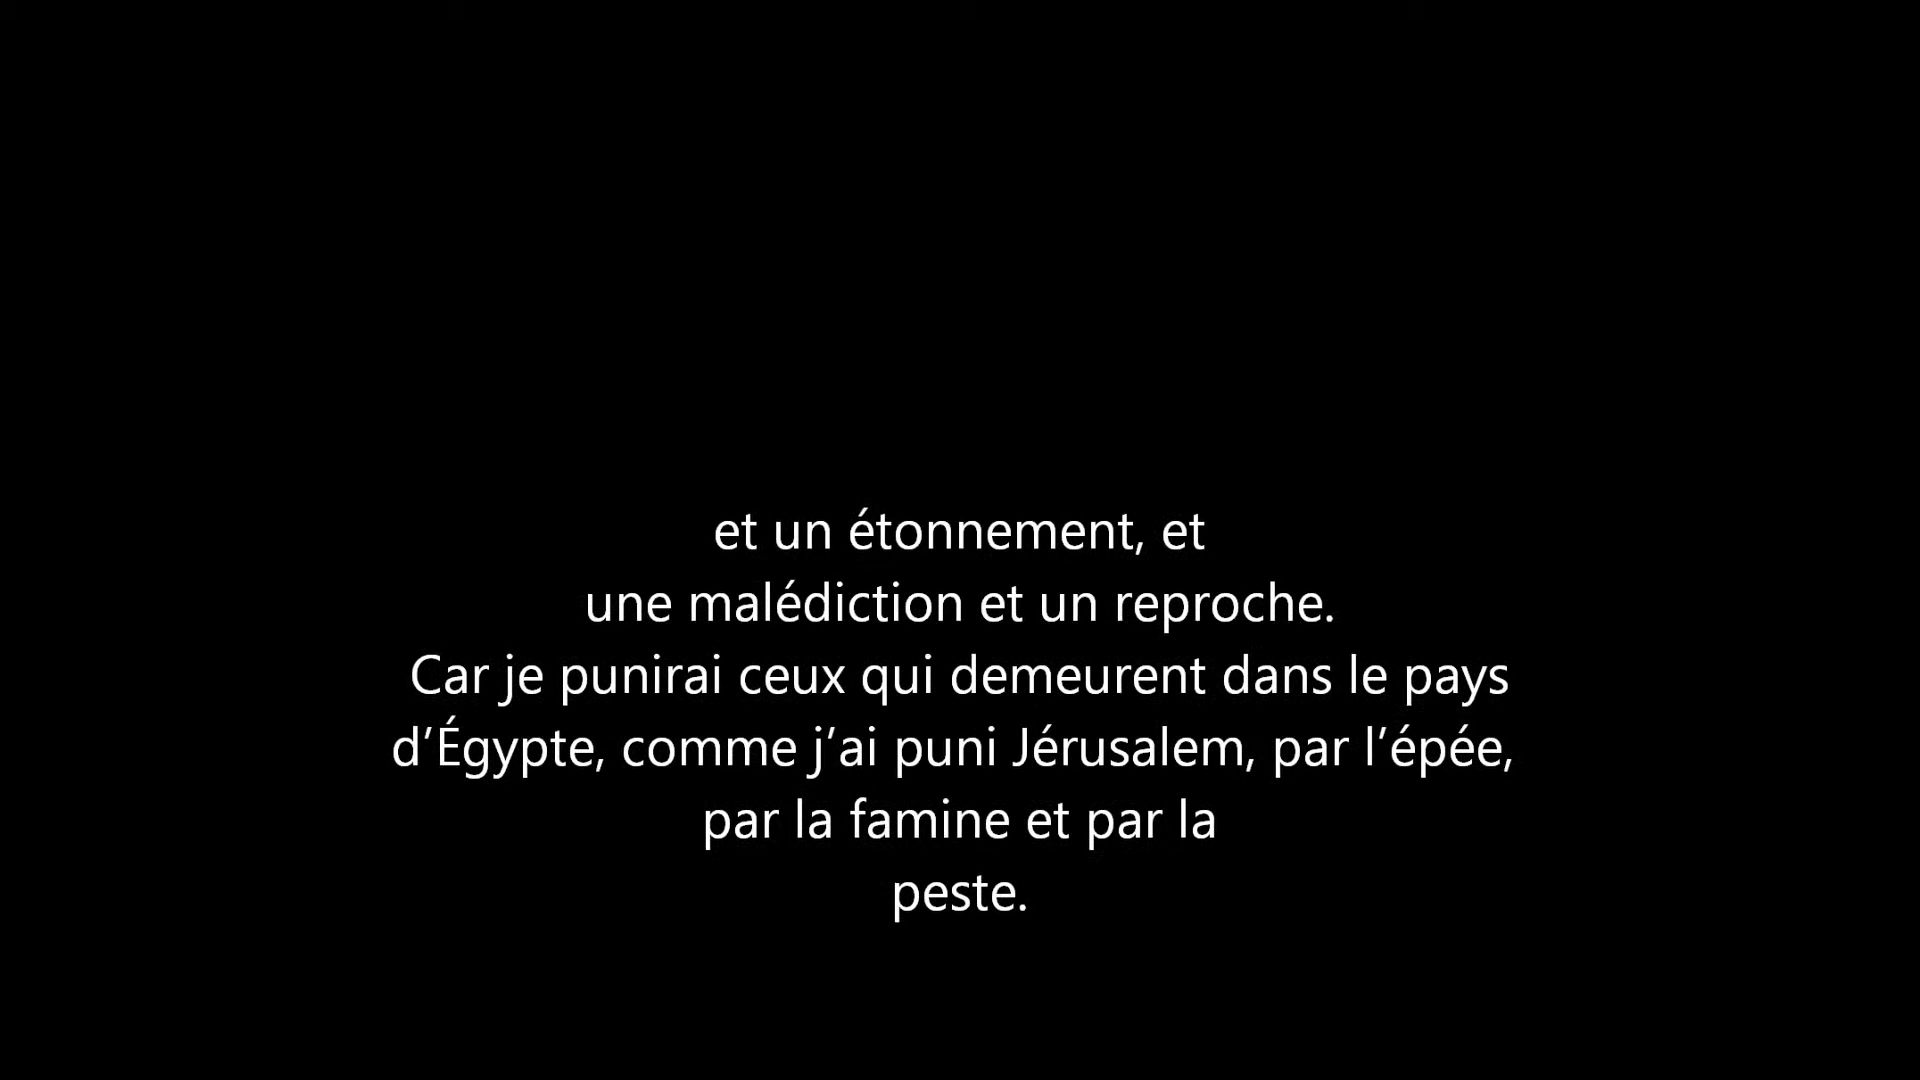 et un étonnement, et
une malédiction et un reproche.
Car je punirai ceux qui demeurent dans le pays
d’Égypte, comme j’ai puni Jérusalem, par l’épée,
par la famine et par la
peste.